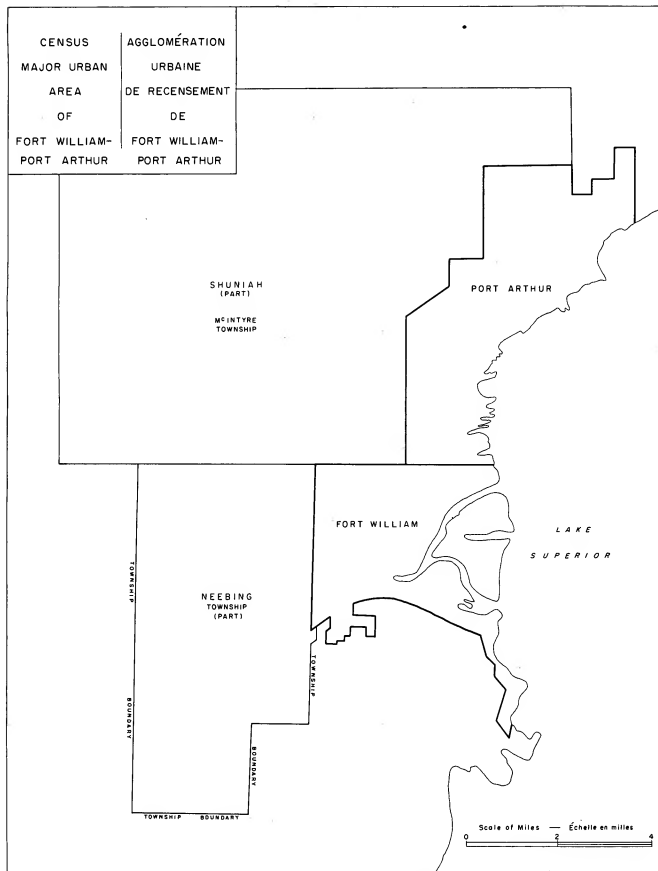 CENSUS
MAJOR URBAN
AREA
OF
FORT WILLIAM-
PORT ARTHUR
AGGLOMÉRATION
URBAINE
DE RECENSEMENT
DE
FORT WILLIAM-
PORT ARTHUR
SHUNIAH
(PART)
McINTYRE
TOWNSHIP
PORT ARTHUR
FORT WILLIAM
LAKE
SUPERIOR
NEEBING
TOWNSHIP
(PART)
TOWNSHIP
BOUNDARY
TOWNSHIP
BOUNDARY
TOWNSHIP BOUNDARY
Scale of Miles — Échelle en milles
0 2 4